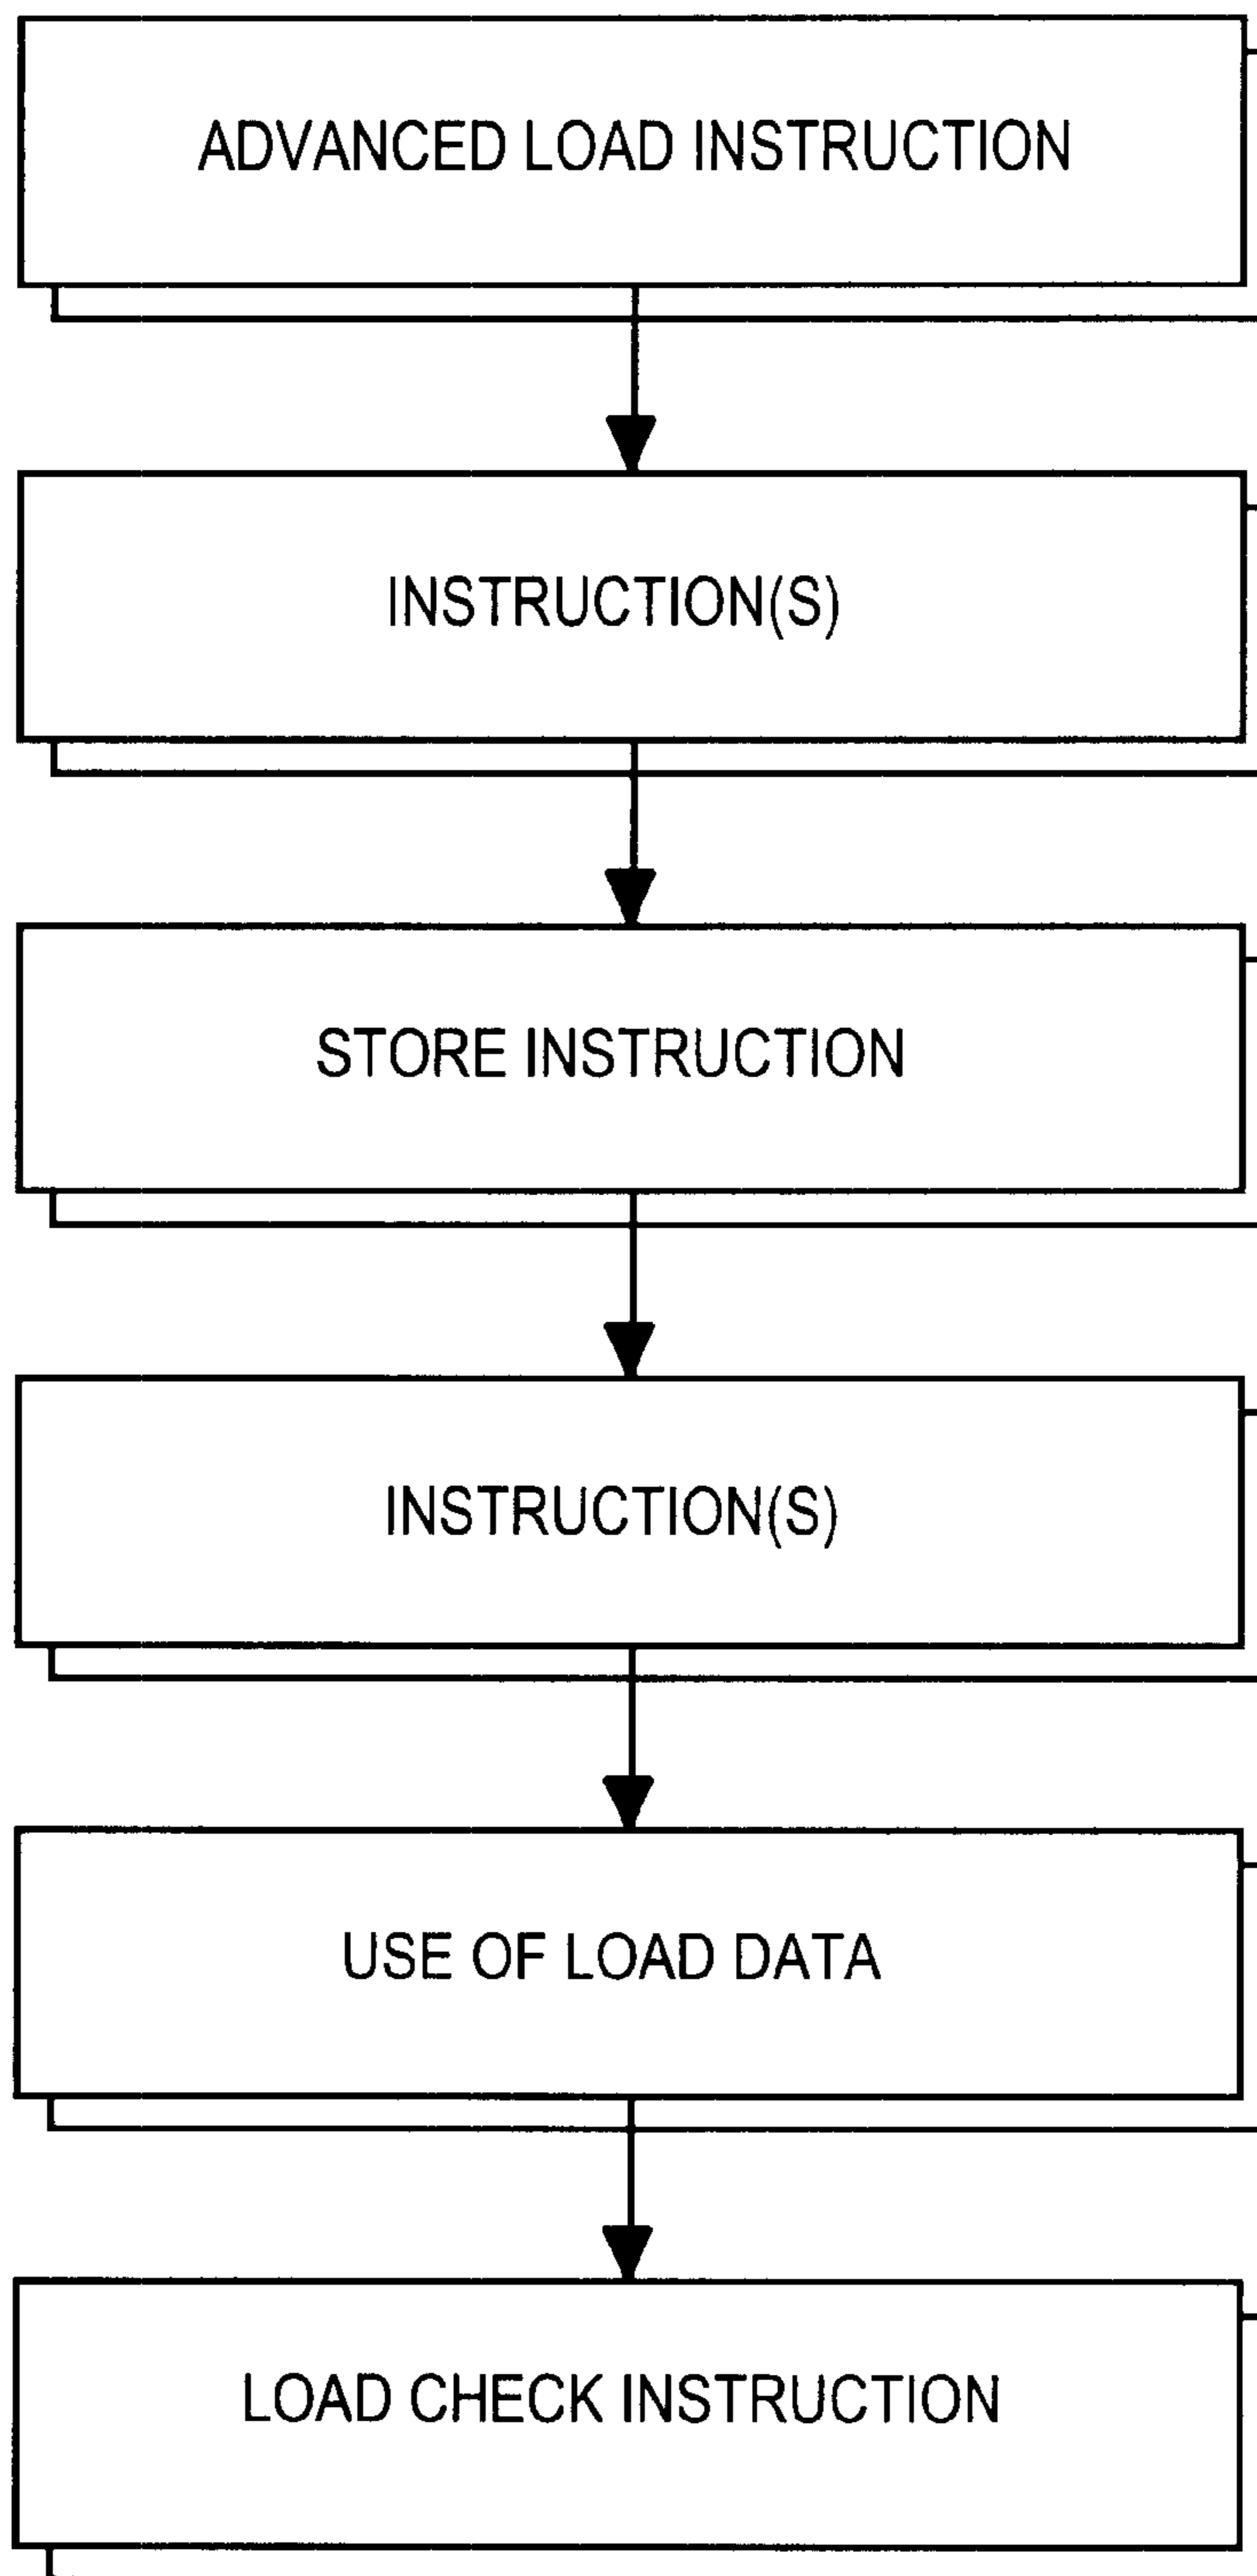 ADVANCED LOAD INSTRUCTION
INSTRUCTION(S)
STORE INSTRUCTION
INSTRUCTION(S)
USE OF LOAD DATA
LOAD CHECK INSTRUCTION